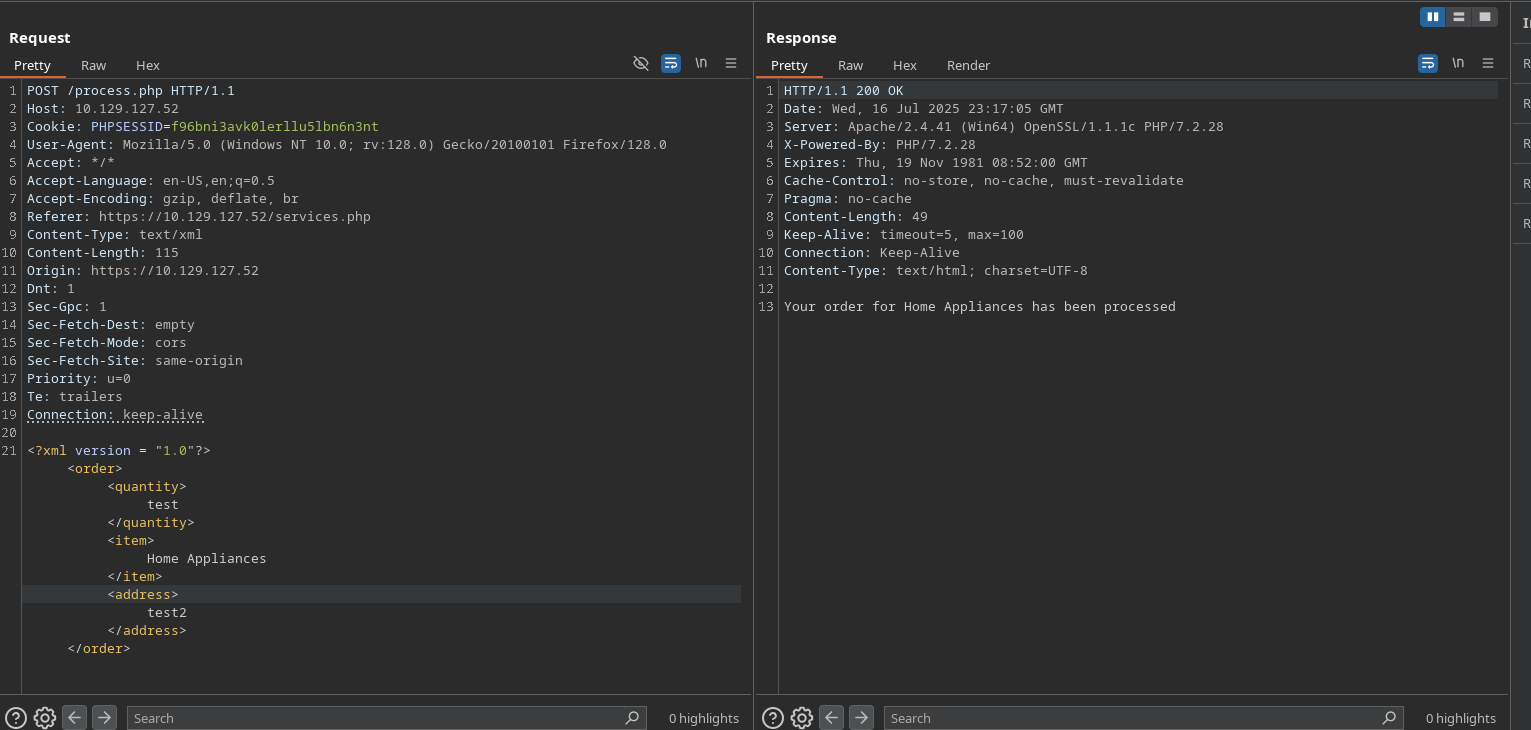 Request
Pretty Raw Hex
\n
1 POST /process.php HTTP/1.1
2 Host: 10.129.127.52
3 Cookie: PHPSESSID=f96bni3avk0lerllu5lbn6n3nt
4 User-Agent: Mozilla/5.0 (Windows NT 10.0; rv:128.0) Gecko/20100101 Firefox/128.0
5 Accept: */*
6 Accept-Language: en-US,en;q=0.5
7 Accept-Encoding: gzip, deflate, br
8 Referer: https://10.129.127.52/services.php
9 Content-Type: text/xml
10 Content-Length: 115
11 Origin: https://10.129.127.52
12 Dnt: 1
13 Sec-Gpc: 1
14 Sec-Fetch-Dest: empty
15 Sec-Fetch-Mode: cors
16 Sec-Fetch-Site: same-origin
17 Priority: u=0
18 Te: trailers
19 Connection: keep-alive
20
21 <?xml version = "1.0"?>
<order>
<quantity>
test
</quantity>
<item>
Home Appliances
</item>
<address>
test2
</address>
</order>
Search
0 highlights
Response
Pretty Raw Hex Render
\n
1 HTTP/1.1 200 OK
2 Date: Wed, 16 Jul 2025 23:17:05 GMT
3 Server: Apache/2.4.41 (Win64) OpenSSL/1.1.1c PHP/7.2.28
4 X-Powered-By: PHP/7.2.28
5 Expires: Thu, 19 Nov 1981 08:52:00 GMT
6 Cache-Control: no-store, no-cache, must-revalidate
7 Pragma: no-cache
8 Content-Length: 49
9 Keep-Alive: timeout=5, max=100
10 Connection: Keep-Alive
11 Content-Type: text/html; charset=UTF-8
12
13 Your order for Home Appliances has been processed
Search
0 highlights